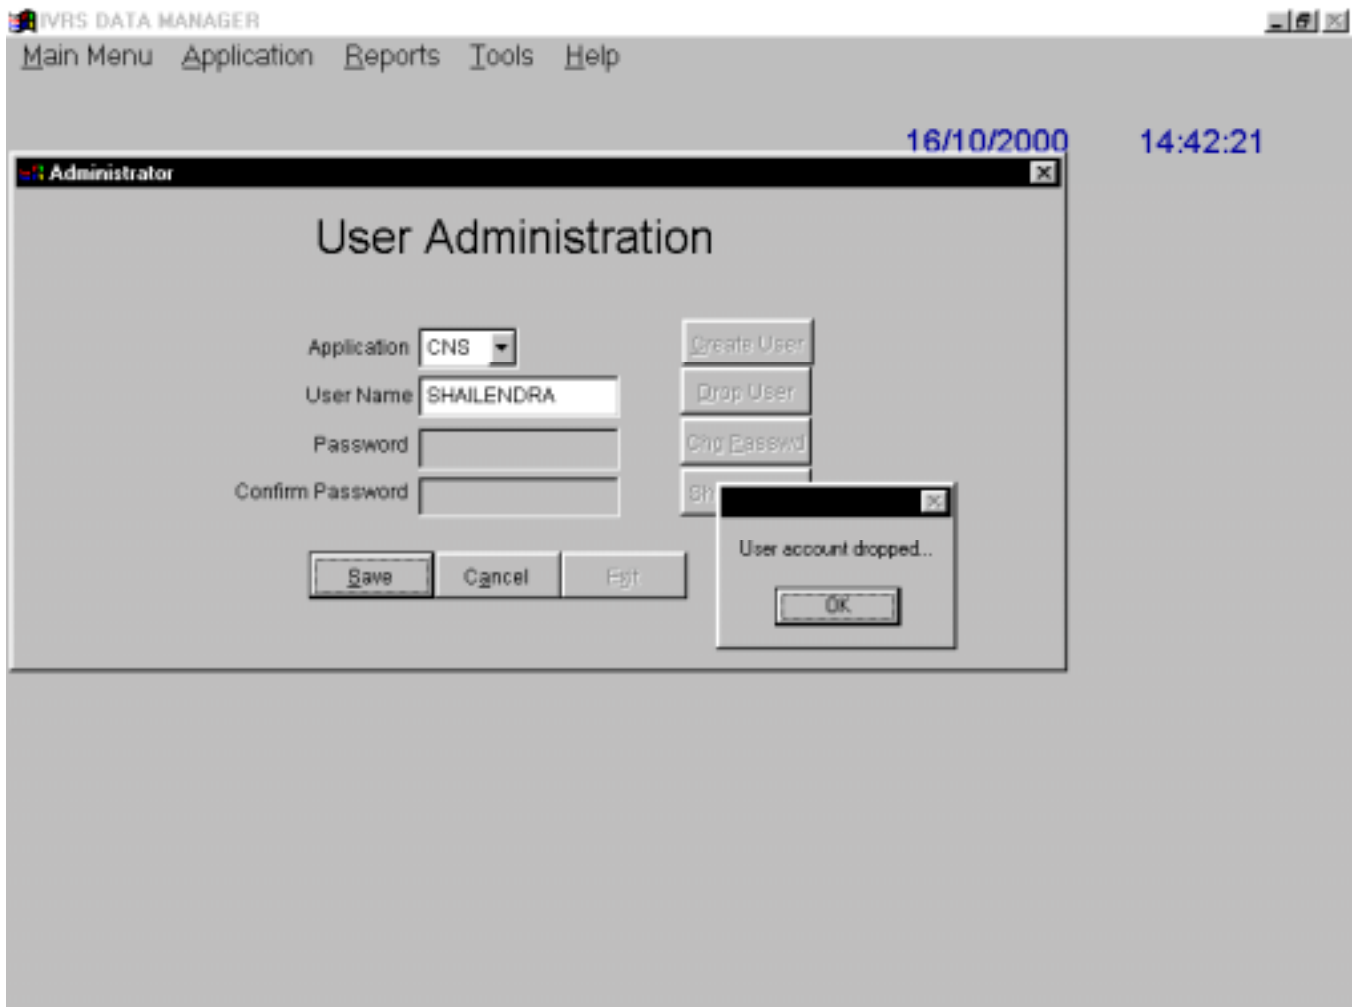 IVRS DATA MANAGER
Main Menu Application Reports Tools Help
16/10/2000 14:42:21
Administrator
User Administration
Application CNS Create User
User Name SHAILENDRA Drop User
Password Chg Passwd
Confirm Password Sh
User account dropped...
Save Cancel Exit
OK